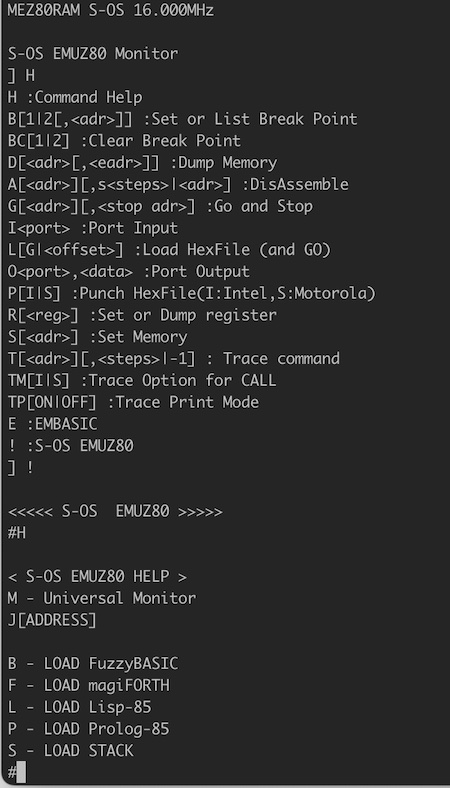 MEZ80RAM S-OS 16.000MHz
S-OS EMUZ80 Monitor
] H
H :Command Help
B[1|2[,<adr>]] :Set or List Break Point
BC[1|2] :Clear Break Point
D[<adr>[,<eadr>]] :Dump Memory
A[<adr>][,s<steps>|<adr>] :DisAssemble
G[<adr>][,<stop adr>] :Go and Stop
I<port> :Port Input
L[G|<offset>] :Load HexFile (and GO)
O<port>,<data> :Port Output
P[I|S] :Punch HexFile(I:Intel,S:Motorola)
R[<reg>] :Set or Dump register
S[<adr>] :Set Memory
T[<adr>][,<steps>|-1] : Trace command
TM[I|S] :Trace Option for CALL
TP[ON|OFF] :Trace Print Mode
E :EMBASIC
! :S-OS EMUZ80
] !
<<<<< S-OS  EMUZ80 >>>>>
#H
< S-OS EMUZ80 HELP >
M - Universal Monitor
J[ADDRESS]
B - LOAD FuzzyBASIC
F - LOAD magiFORTH
L - LOAD Lisp-85
P - LOAD Prolog-85
S - LOAD STACK
#